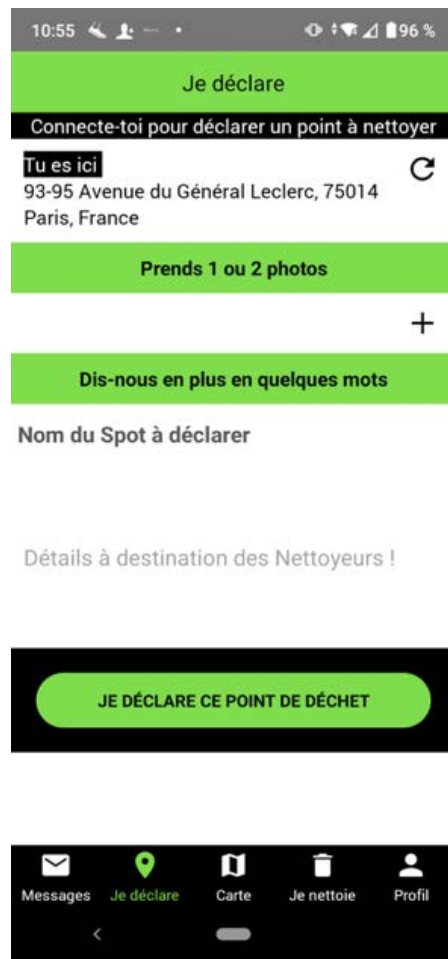 10:55 96 %
Je déclare
Connecte-toi pour déclarer un point à nettoyer
Tu es ici
93-95 Avenue du Général Leclerc, 75014
Paris, France
Prends 1 ou 2 photos
Dis-nous en plus en quelques mots
Nom du Spot à déclarer
Détails à destination des Nettoyeurs !
JE DÉCLARE CE POINT DE DÉCHET
Messages Je déclare Carte Je nettoie Profil